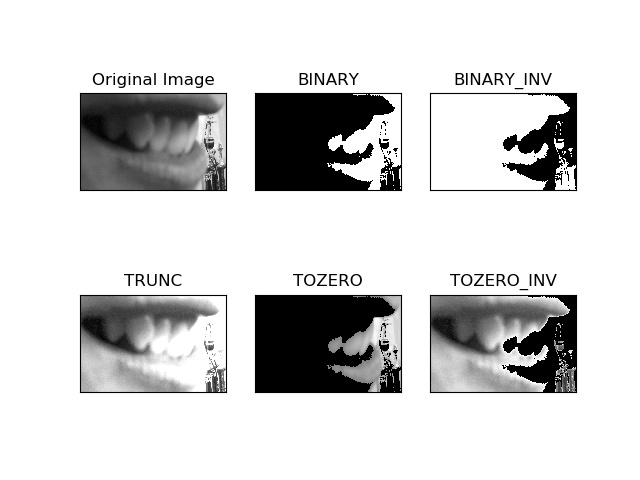 Original Image
BINARY
BINARY_INV
TRUNC
TOZERO
TOZERO_INV